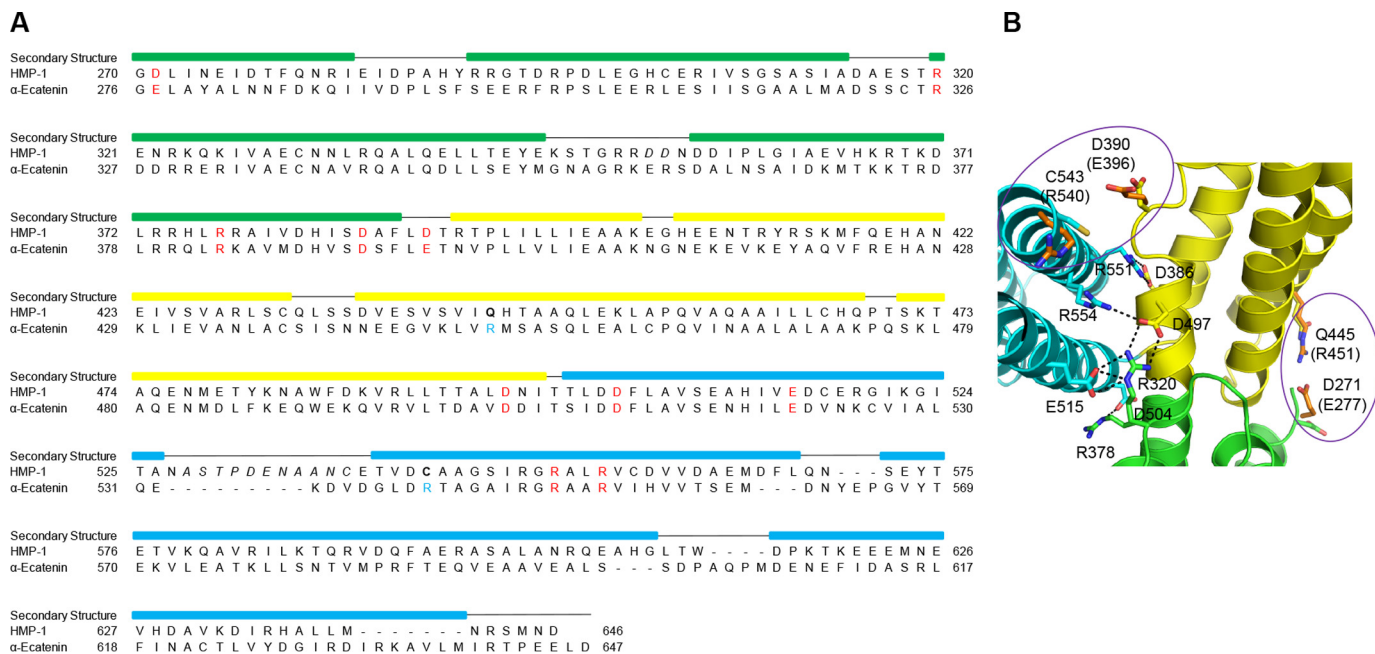 A
B
Secondary Structure
HMP-1 270 G D L I N E I D T F Q N R I E I D P A H Y R R G T D R P D L E G H C E R I V S G S A S I A D A E S T R 320
α-Ecatenin 276 G E L A Y A L N N F D K Q I I V D P L S F S E E R F R P S L E E R L E S I I S G A A L M A D S S C T R 326
Secondary Structure
HMP-1 321 E N R K Q K I V A E C N N L R Q A L Q E L L T E Y E K S T G R R D D N D D I P L G I A E V H K R T K D 371
α-Ecatenin 327 D D R R E R I V A E C N A V R Q A L Q D L L S E Y M G N A G R K E R S D A L N S A I D K M T K K T R D 377
Secondary Structure
HMP-1 372 L R R H L R R A I V D H I S D A F L D T R T P L I L L I E A A K E G H E E N T R Y R S K M F Q E H A N 422
α-Ecatenin 378 L R R Q L R K A V M D H V S D S F L E T N V P L L V L I E A A K N G N E K E V K E Y A Q V F R E H A N 428
Secondary Structure
HMP-1 423 E I V S V A R L S C Q L S S D V E S V S V I Q H T A A Q L E K L A P Q V A Q A A I L L C H Q P T S K T 473
α-Ecatenin 429 K L I E V A N L A C S I S N N E E G V K L V R M S A S Q L E A L C P Q V I N A A L A L A A K P Q S K L 479
Secondary Structure
HMP-1 474 A Q E N M E T Y K N A W F D K V R L L T T A L D N I T T L D D F L A V S E A H I V E D C E R G I K G I 524
α-Ecatenin 480 A Q E N M D L F K E Q W E K Q V R V L T D A V D D I T S I D D F L A V S E N H I L E D V N K C V I A L 530
Secondary Structure
HMP-1 525 T A N A S T P D E N A A N C E T V D C A A G S I R G R A L R V C D V V D A E M D F L Q N - - - S E Y T 575
α-Ecatenin 531 Q E - - - - - - - - - K D V D G L D R T A G A I R G R A A R V I H V V T S E M - - - D N Y E P G V Y T 569
Secondary Structure
HMP-1 576 E T V K Q A V R I L K T Q R V D Q F A E R A S A L A N R Q E A H G L T W - - - - D P K T K E E E M N E 626
α-Ecatenin 570 E K V L E A T K L L S N T V M P R F T E Q V E A A V E A L S - - - S D P A Q P M D E N E F I D A S R L 617
Secondary Structure
HMP-1 627 V H D A V K D I R H A L L M - - - - - - - N R S M N D 646
α-Ecatenin 618 F I N A C T L V Y D G I R D I R K A V L M I R T P E E L D 647
D390
(E396)
C543
(R540)
R551
D386
R554
D497
Q445
(R451)
R320
D271
(E277)
E515
D504
R378